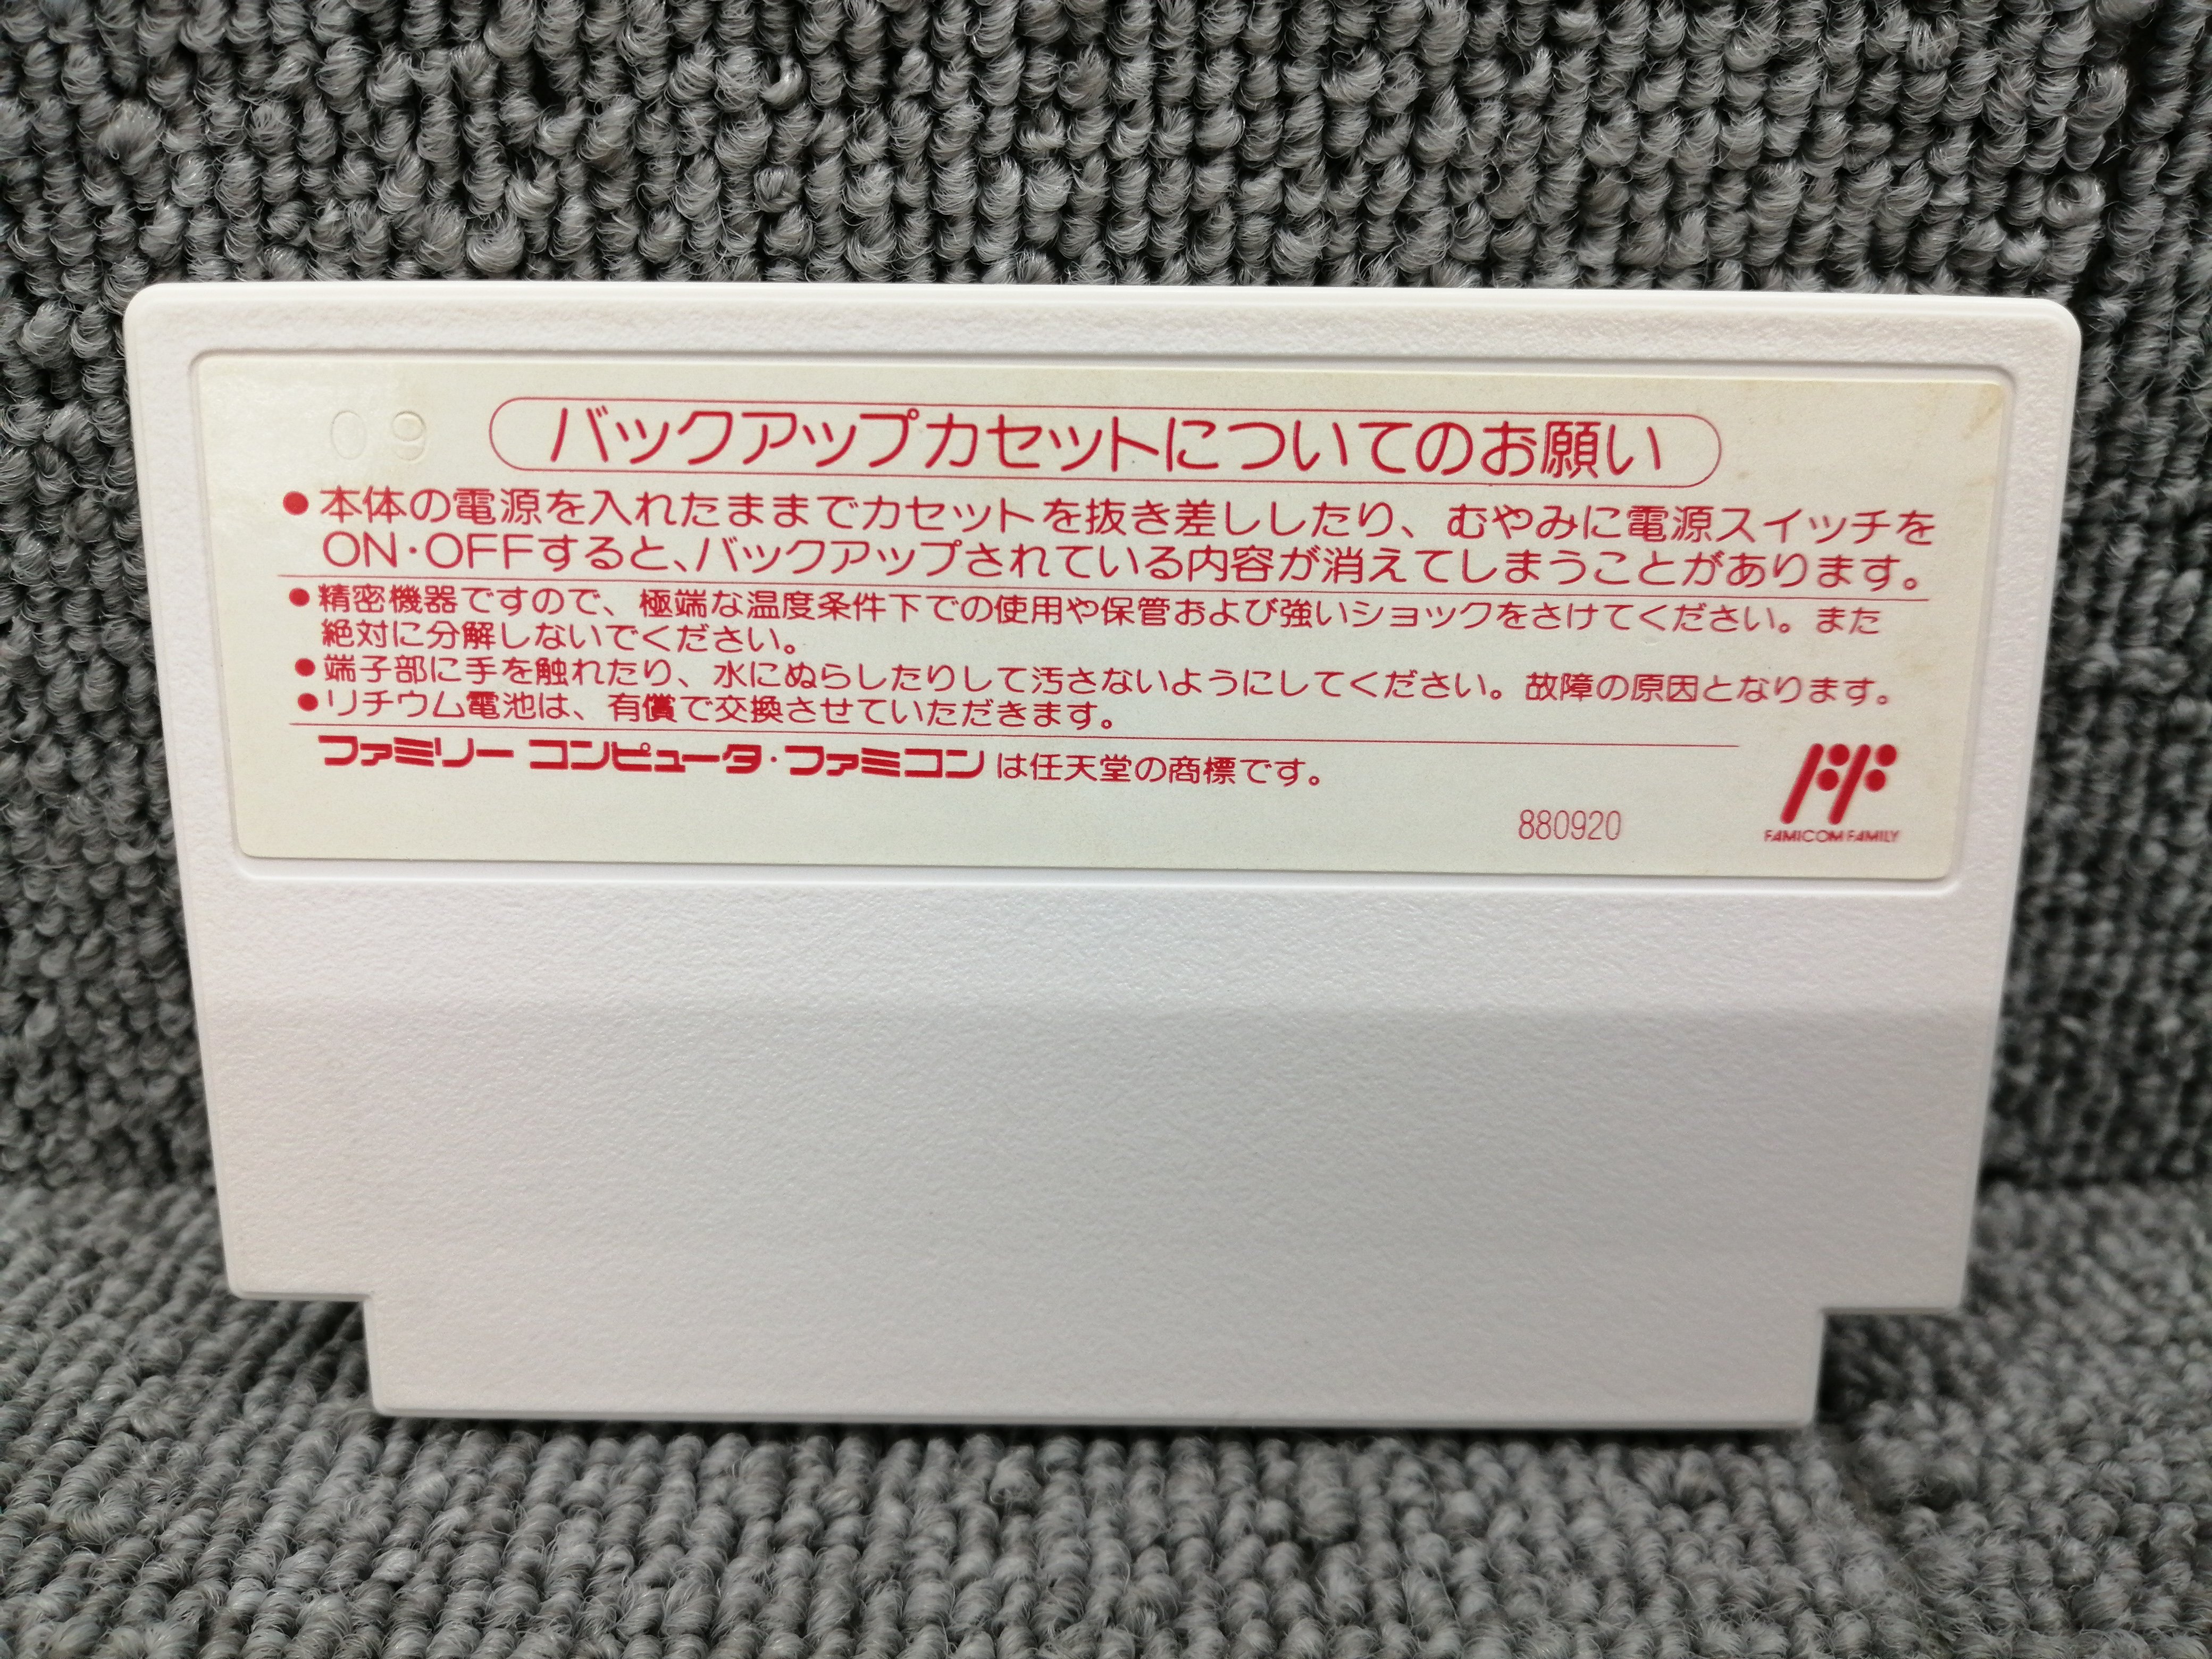 09
バックアップカセットについてのお願い
●本体の電源を入れたままでカセットを抜き差ししたり、むやみに電源スイッチを
ON・OFFすると、バックアップされている内容が消えてしまうことがあります。
●精密機器ですので、極端な温度条件下での使用や保管および強いショックをさけてください。また
絶対に分解しないでください。
●端子部に手を触れたり、水にぬらしたりして汚さないようにしてください。故障の原因となります。
●リチウム電池は、有償で交換させていただきます。
ファミリー コンピュータ・ファミコンは任天堂の商標です。
880920
FAMICOM FAMILY